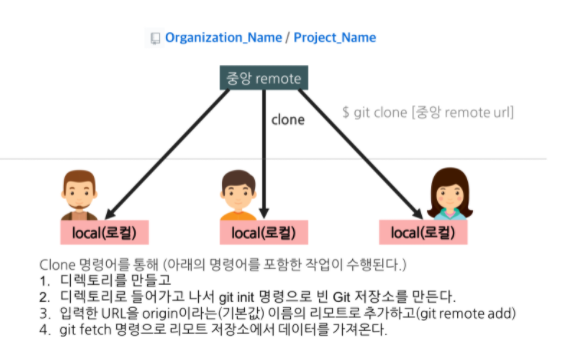 Organization_Name / Project_Name
중앙 remote
clone
$ git clone [중앙 remote url]
local(로컬)
local(로컬)
local(로컬)
Clone 명령어를 통해 (아래의 명령어를 포함한 작업이 수행된다.)
1. 디렉토리를 만들고
2. 디렉토리로 들어가고 나서 git init 명령으로 빈 Git 저장소를 만든다.
3. 입력한 URL을 origin이라는(기본값) 이름의 리모트로 추가하고(git remote add)
4. git fetch 명령으로 리모트 저장소에서 데이터를 가져온다.